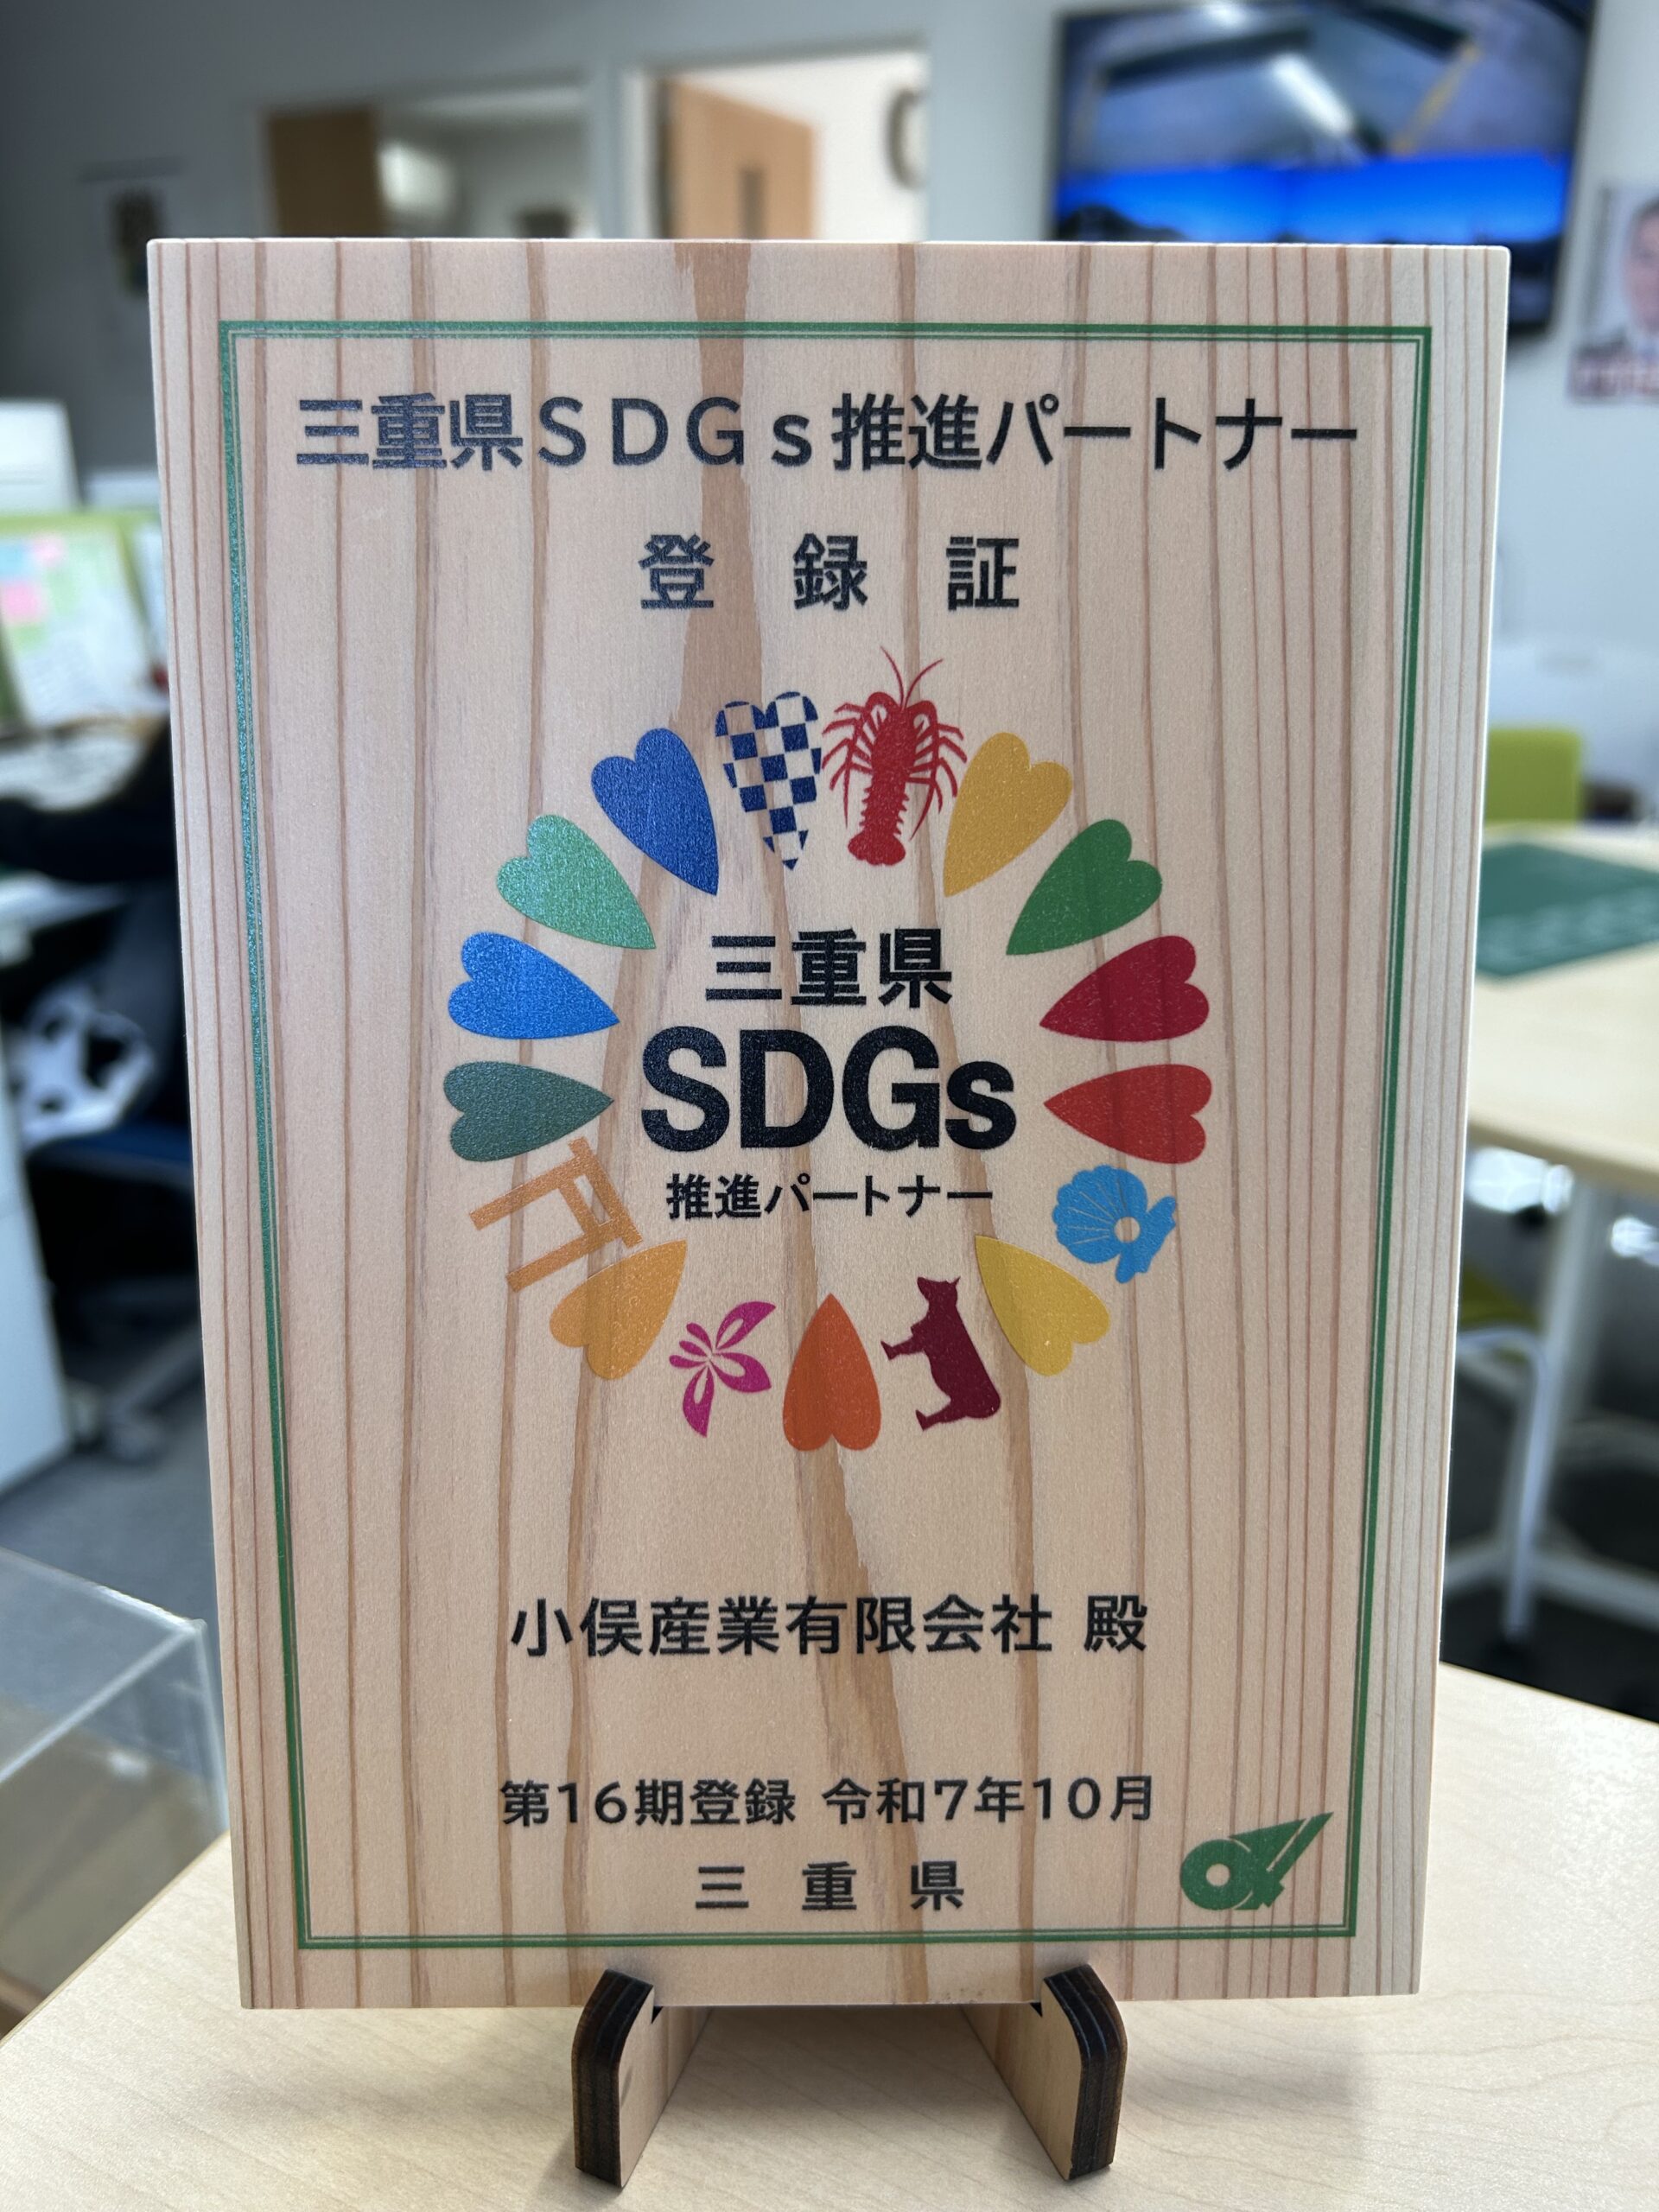 三重県SDGs推進パートナー
登録証
三重県
SDGs
推進パートナー
小俣産業有限会社 殿
第16期登録 令和7年10月
三重県